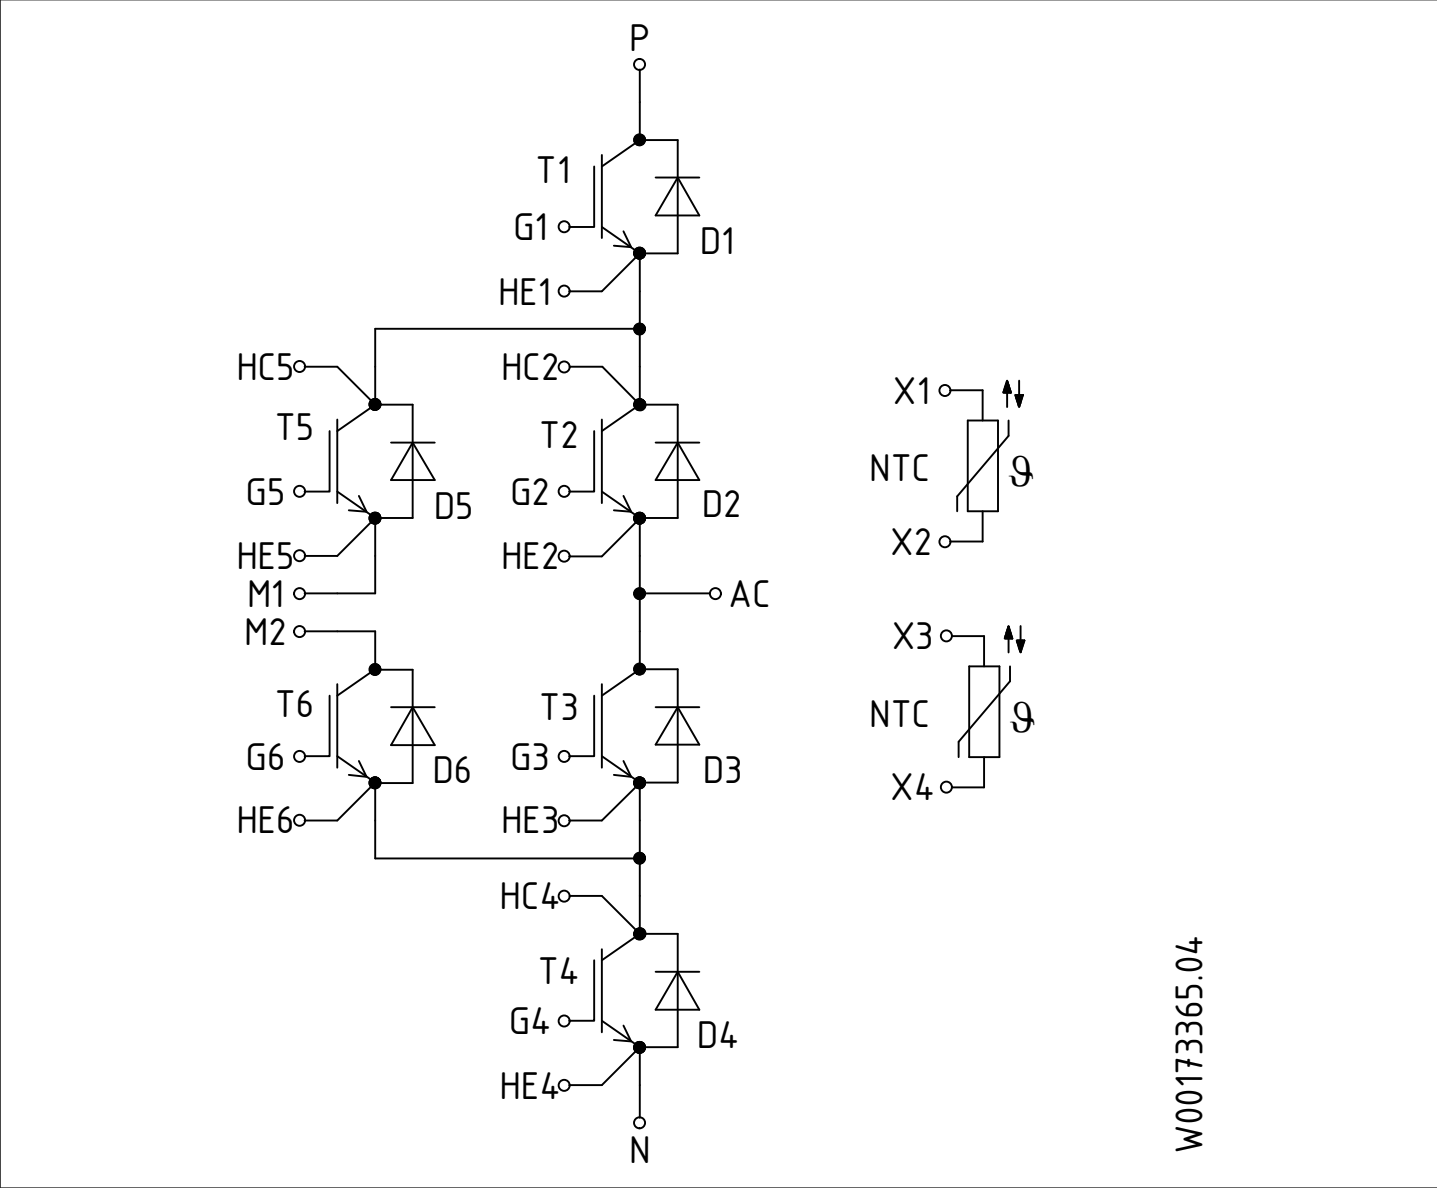 P
T1
G1
D1
HE1
HC5
HC2
X1
T5
T2
NTC
ϑ
G5
G2
D5
D2
HE5
HE2
X2
M1
AC
M2
X3
T6
T3
NTC
ϑ
G6
G3
D6
D3
X4
HE6
HE3
HC4
T4
G4
D4
HE4
N
W00173365.04